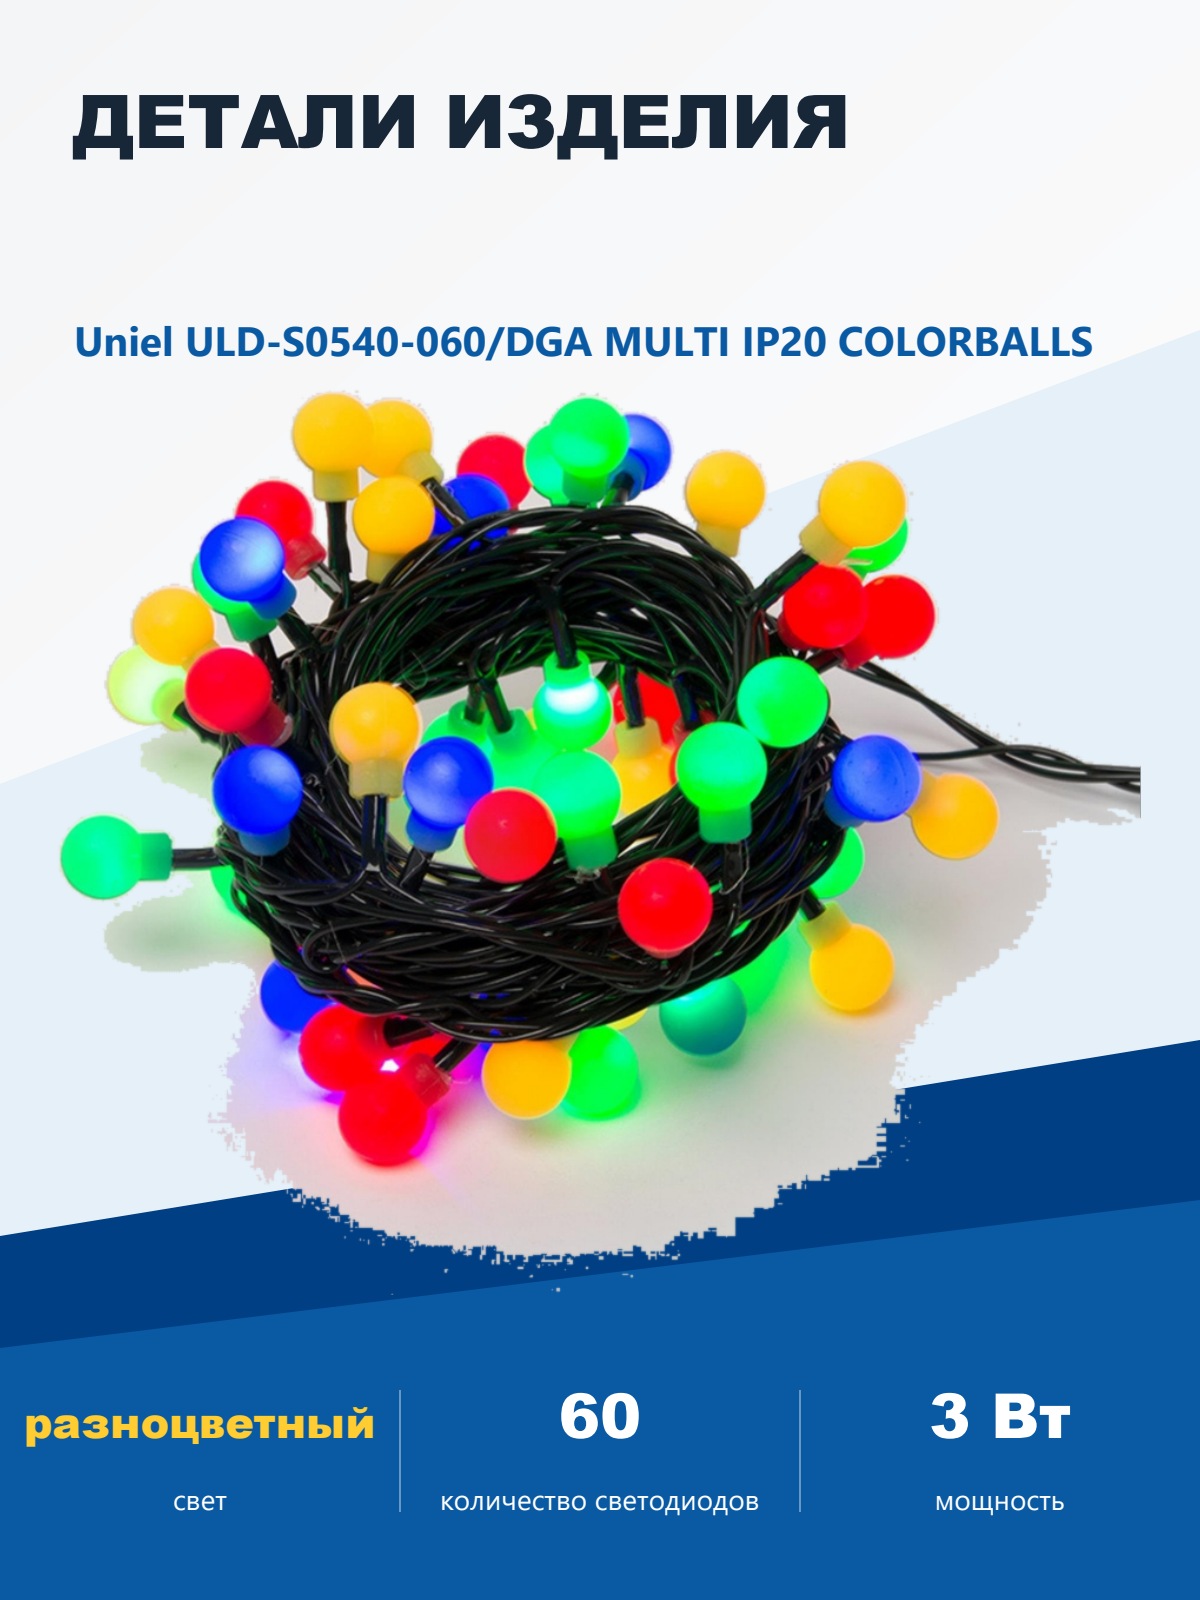 ДЕТАЛИ ИЗДЕЛИЯ
Uniel ULD-S0540-060/DGA MULTI IP20 COLORBALLS
разноцветный
свет
60
количество светодиодов
3 Вт
мощность